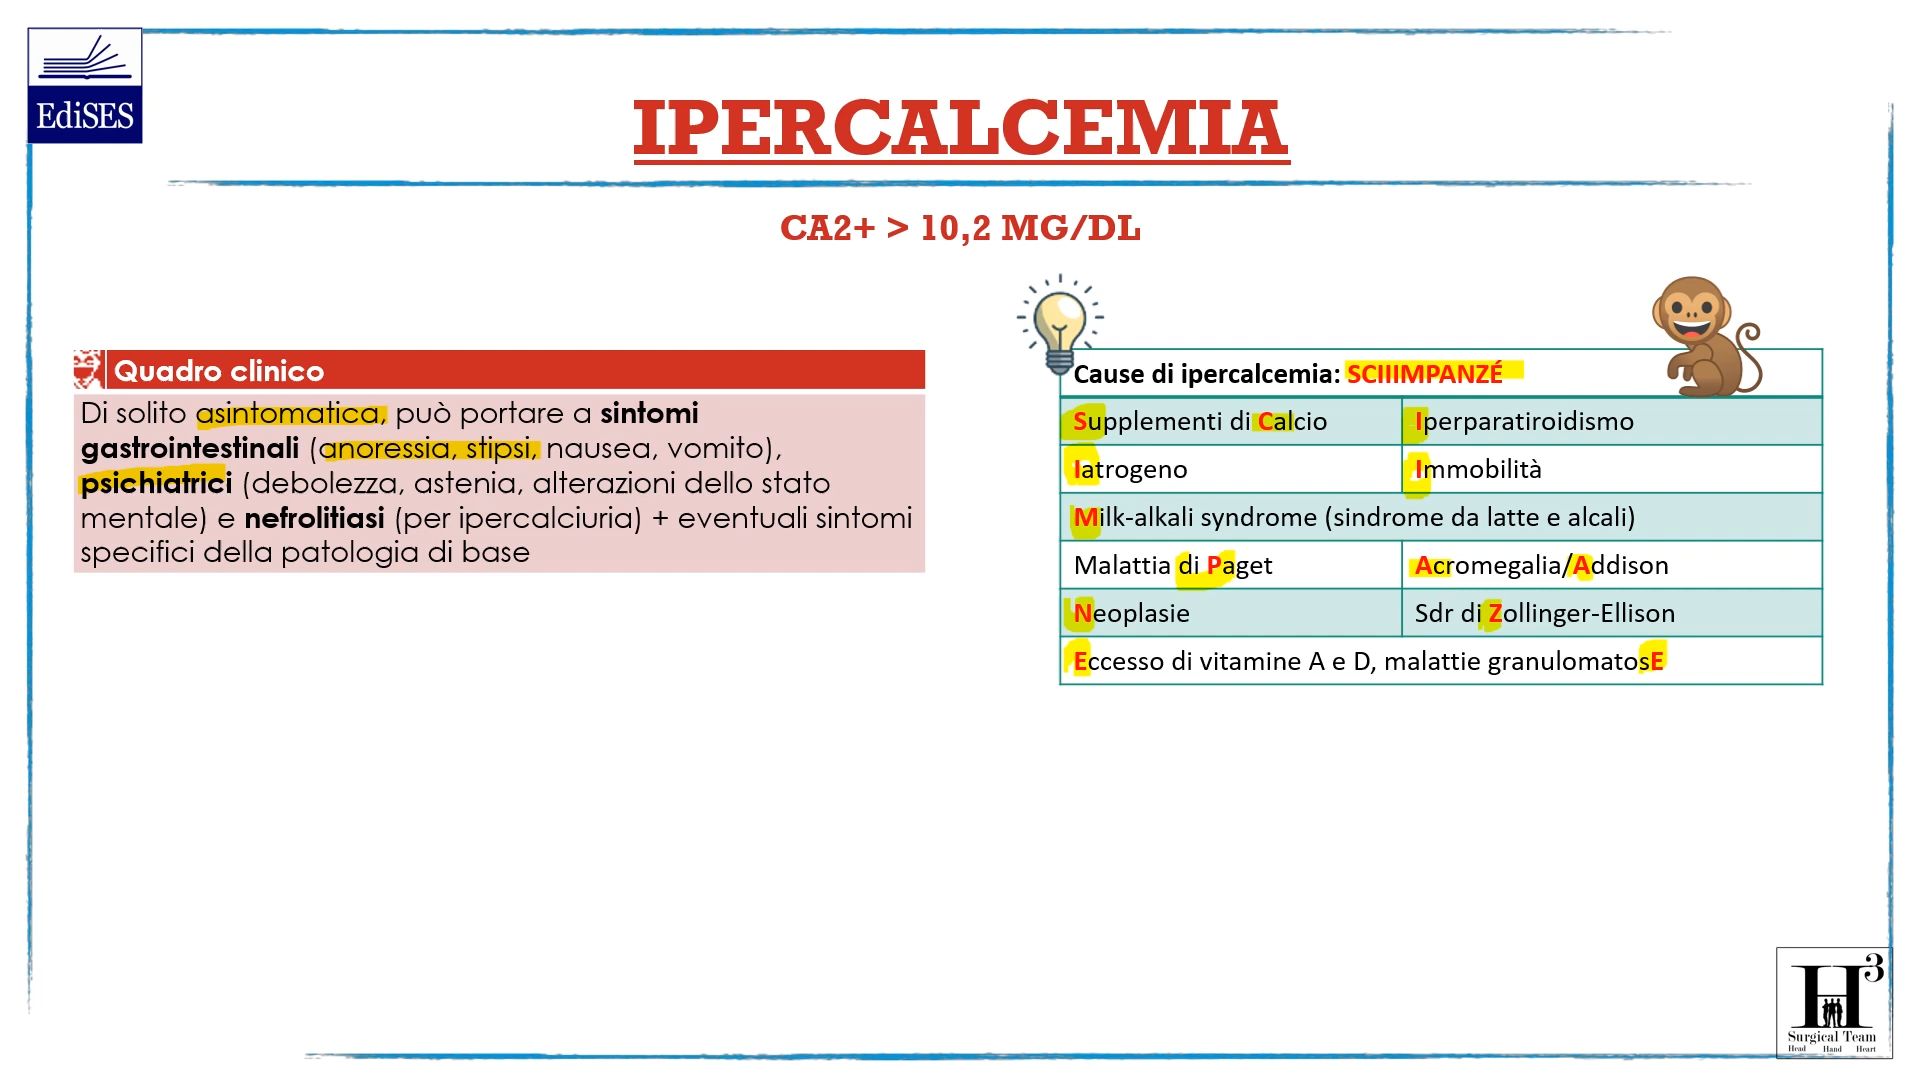 EdiSES
IPERCALCEMIA
CA2+ > 10,2 MG/DL
Quadro clinico
Di solito asintomatica, può portare a sintomi
gastrointestinali (anoressia, stipsi, nausea, vomito),
psichiatrici (debolezza, astenia, alterazioni dello stato
mentale) e nefrolitiasi (per ipercalciuria) + eventuali sintomi
specifici della patologia di base
Cause di ipercalcemia: SCIIIMPANZÉ
Supplementi di Calcio
Iperparatiroidismo
Iatrogeno
Immobilità
Milk-alkali syndrome (sindrome da latte e alcali)
Malattia di Paget
Acromegalia/Addison
Neoplasie
Sdr di Zollinger-Ellison
Eccesso di vitamine A e D, malattie granulomatosE
H3
Surgical Team
Head Hand Heart